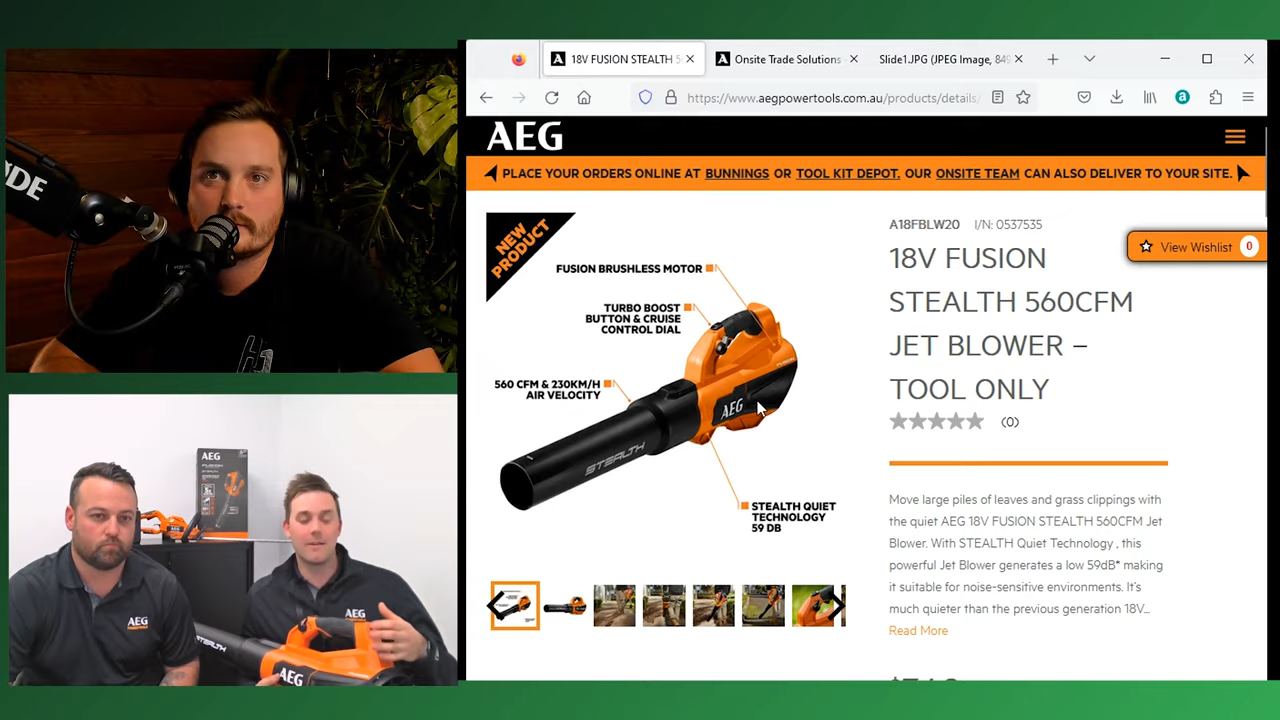 DE
18V FUSION STEALTH 5
Onsite Trade Solutions
Slide1.JPG (JPEG Image, 849
https://www.aegpowertools.com.au/products/details/
AEG
PLACE YOUR ORDERS ONLINE AT BUNNINGS OR TOOL KIT DEPOT. OUR ONSITE TEAM CAN ALSO DELIVER TO YOUR SITE.
NEW
PRODUCT
FUSION BRUSHLESS MOTOR
TURBO BOOST
BUTTON & CRUISE
CONTROL DIAL
560 CFM & 230KM/H
AIR VELOCITY
AEG
STEALTH
STEALTH QUIET
TECHNOLOGY
59 DB
A18FBLW20 I/N: 0537535
View Wishlist 0
18V FUSION
STEALTH 560CFM
JET BLOWER –
TOOL ONLY
(0)
Move large piles of leaves and grass clippings with
the quiet AEG 18V FUSION STEALTH 560CFM Jet
Blower. With STEALTH Quiet Technology , this
powerful Jet Blower generates a low 59dB* making
it suitable for noise-sensitive environments. It's
much quieter than the previous generation 18V...
Read More
AEG
FUSION
AEG
AEG
STEALTH
AEG